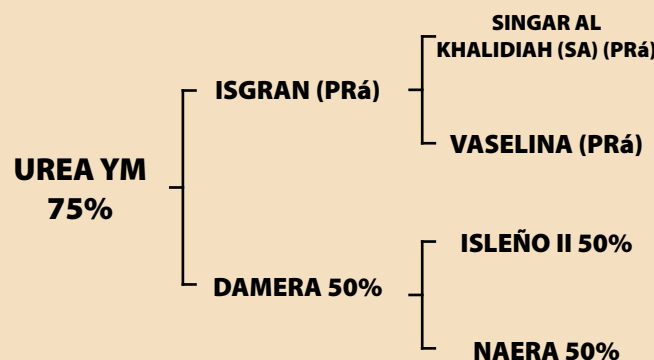 SINGAR AL
KHALIDIAH (SA) (PRá)
ISGRAN (PRá)
VASELINA (PRá)
UREA YM
75%
ISLEÑO II 50%
DAMERA 50%
NAERA 50%